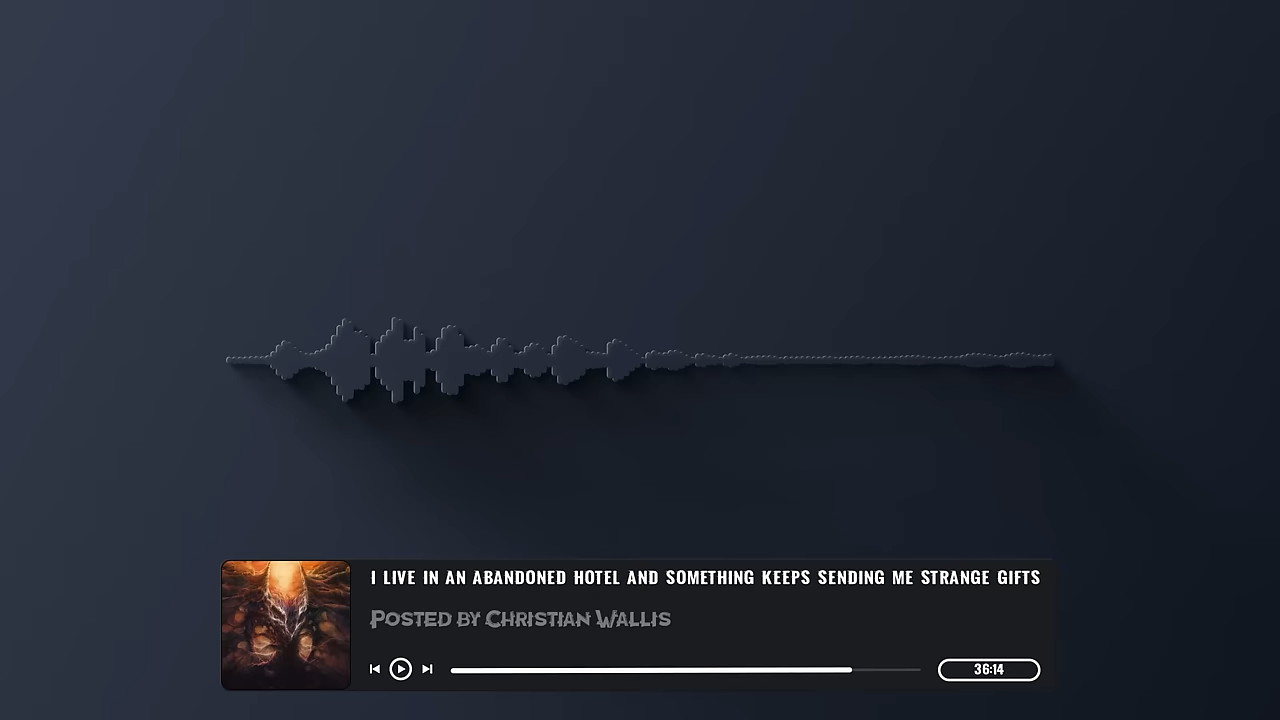 I LIVE IN AN ABANDONED HOTEL AND SOMETHING KEEPS SENDING ME STRANGE GIFTS
Posted by Christian Wallis
36:14